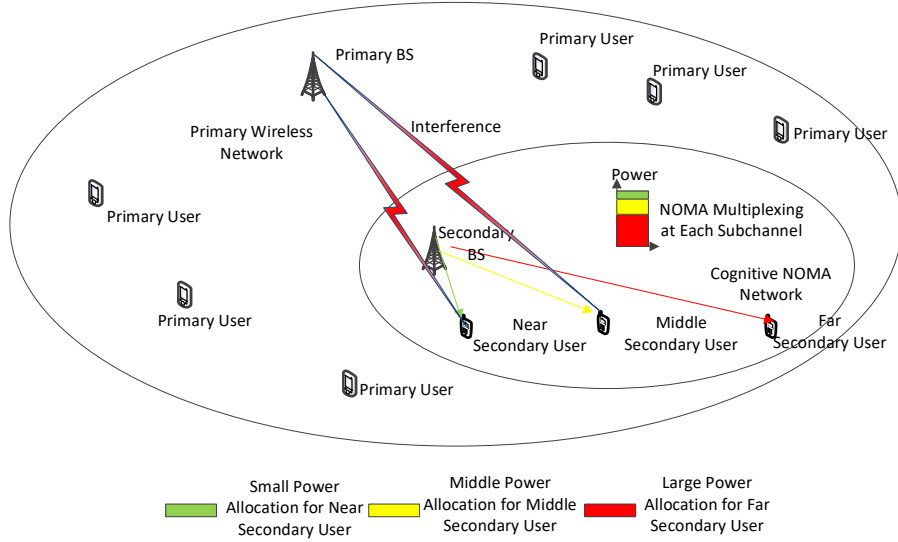 Primary BS
Primary User
Primary User
Primary User
Interference
Primary Wireless
Network
Primary User
Power
NOMA Multiplexing
at Each Subchannel
Secondary
BS
Cognitive NOMA
Network
Primary User
Near
Secondary User
Middle
Secondary User
Far
Secondary User
Primary User
Small Power
Allocation for Near
Secondary User
Middle Power
Allocation for Middle
Secondary User
Large Power
Allocation for Far
Secondary User